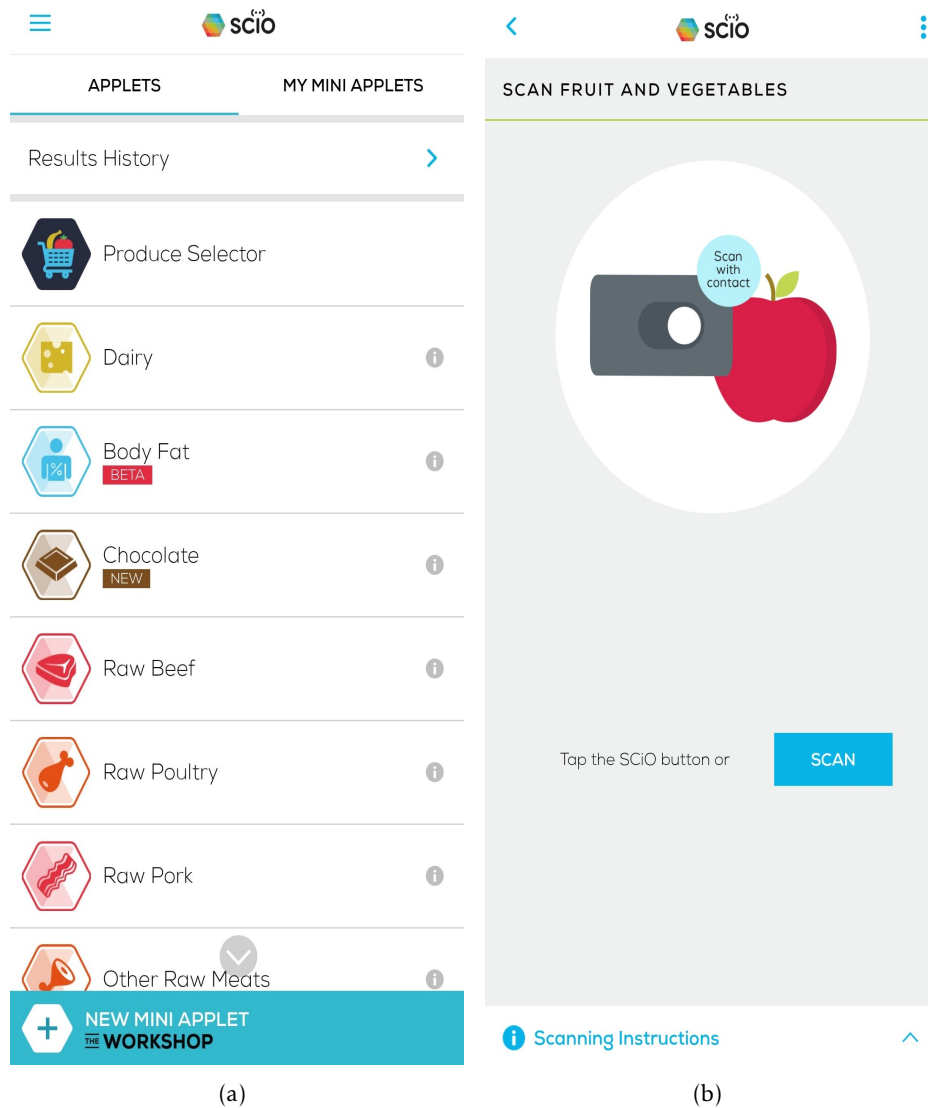 SCiO
APPLETS
MY MINI APPLETS
Results History
Produce Selector
Dairy
Body Fat
BETA
Chocolate
NEW
Raw Beef
Raw Poultry
Raw Pork
Other Raw Meats
NEW MINI APPLET
THE WORKSHOP
(a)
SCiO
SCAN FRUIT AND VEGETABLES
Scan
with
contact
Tap the SCiO button or
SCAN
Scanning Instructions
(b)